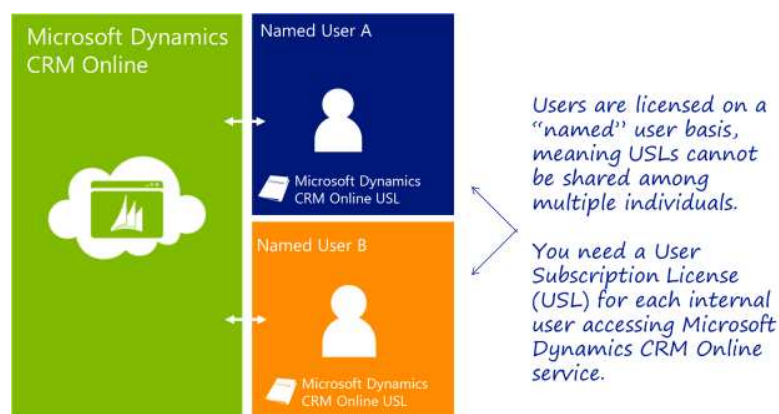 Microsoft Dynamics
CRM Online
Named User A
Microsoft Dynamics
CRM Online USL
Named User B
Microsoft Dynamics
CRM Online USL
Users are licensed on a
“named” user basis,
meaning USLs cannot
be shared among
multiple individuals.
You need a User
Subscription License
(USL) for each internal
user accessing Microsoft
Dynamics CRM Online
service.